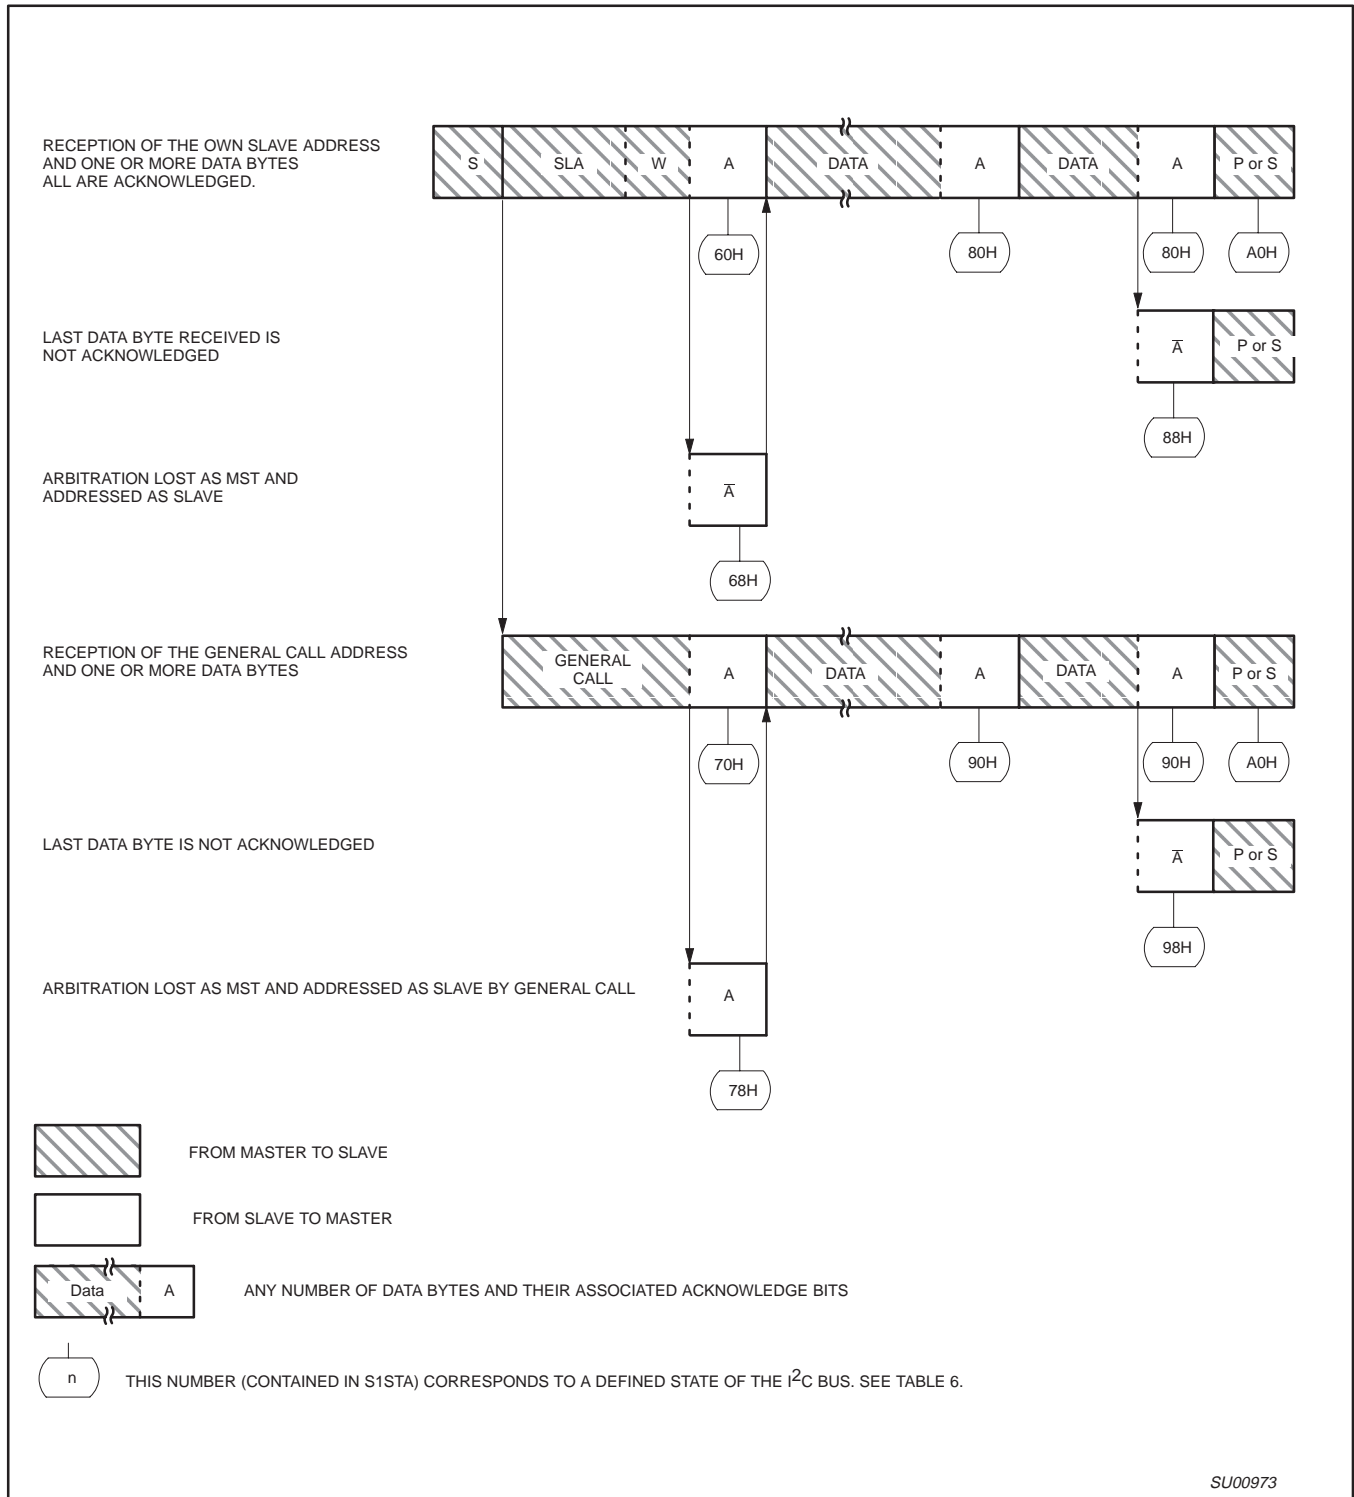 RECEPTION OF THE OWN SLAVE ADDRESS
AND ONE OR MORE DATA BYTES
ALL ARE ACKNOWLEDGED.
S SLA W A DATA A DATA A P or S
60H 80H 80H A0H
LAST DATA BYTE RECEIVED IS
NOT ACKNOWLEDGED
A̅ P or S
88H
ARBITRATION LOST AS MST AND
ADDRESSED AS SLAVE
A̅
68H
RECEPTION OF THE GENERAL CALL ADDRESS
AND ONE OR MORE DATA BYTES
GENERAL
CALL
A DATA A DATA A P or S
70H 90H 90H A0H
LAST DATA BYTE IS NOT ACKNOWLEDGED
A̅ P or S
98H
ARBITRATION LOST AS MST AND ADDRESSED AS SLAVE BY GENERAL CALL
A
78H
FROM MASTER TO SLAVE
FROM SLAVE TO MASTER
Data A ANY NUMBER OF DATA BYTES AND THEIR ASSOCIATED ACKNOWLEDGE BITS
n THIS NUMBER (CONTAINED IN S1STA) CORRESPONDS TO A DEFINED STATE OF THE I²C BUS. SEE TABLE 6.
SU00973